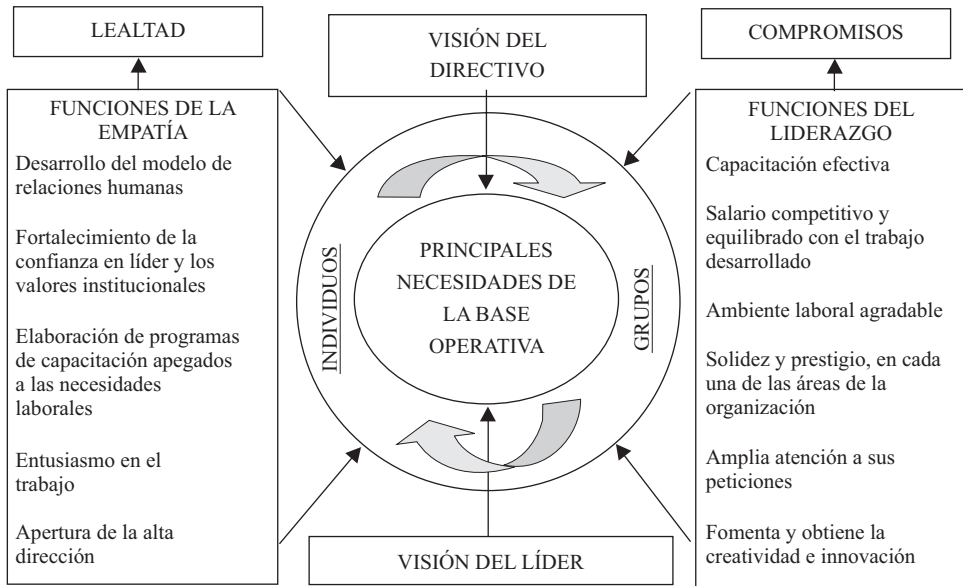 LEALTAD
VISIÓN DEL
DIRECTIVO
COMPROMISOS
FUNCIONES DE LA
EMPATÍA
Desarrollo del modelo de
relaciones humanas
Fortalecimiento de la
confianza en líder y los
valores institucionales
Elaboración de programas
de capacitación apegados
a las necesidades
laborales
Entusiasmo en el
trabajo
Apertura de la alta
dirección
INDIVIDUOS
PRINCIPALES
NECESIDADES DE
LA BASE
OPERATIVA
GRUPOS
FUNCIONES DEL
LIDERAZGO
Capacitación efectiva
Salario competitivo y
equilibrado con el trabajo
desarrollado
Ambiente laboral agradable
Solidez y prestigio, en cada
una de las áreas de la
organización
Amplia atención a sus
peticiones
Fomenta y obtiene la
creatividad e innovación
VISIÓN DEL LÍDER